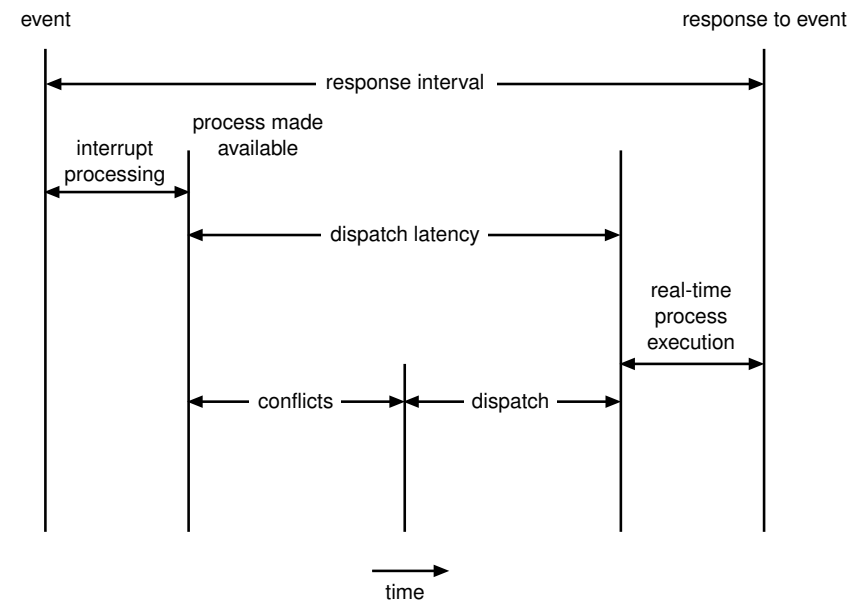 event
response to event
response interval
process made
available
interrupt
processing
dispatch latency
real-time
process
execution
conflicts
dispatch
time